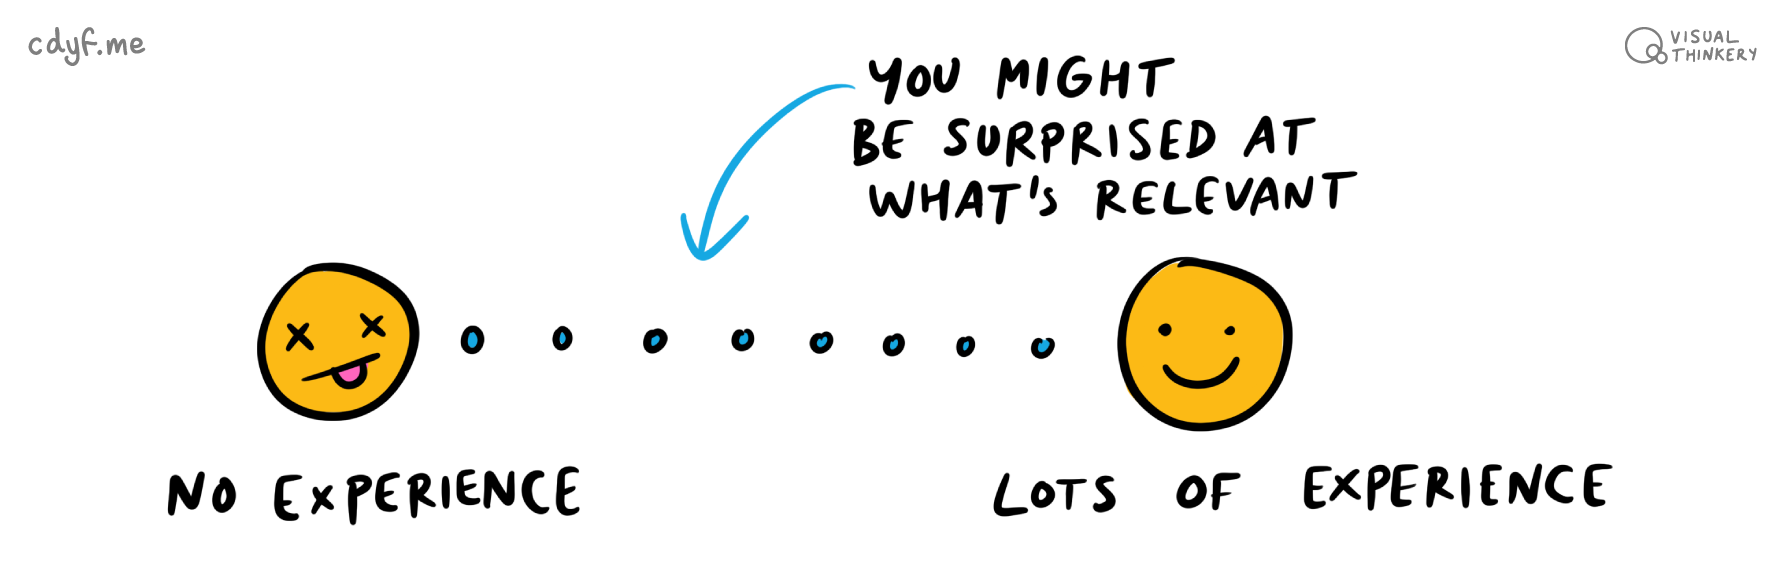 cdyf.me
VISUAL
THINKERY
YOU MIGHT
BE SURPRISED AT
WHAT'S RELEVANT
NO EXPERIENCE
LOTS OF EXPERIENCE